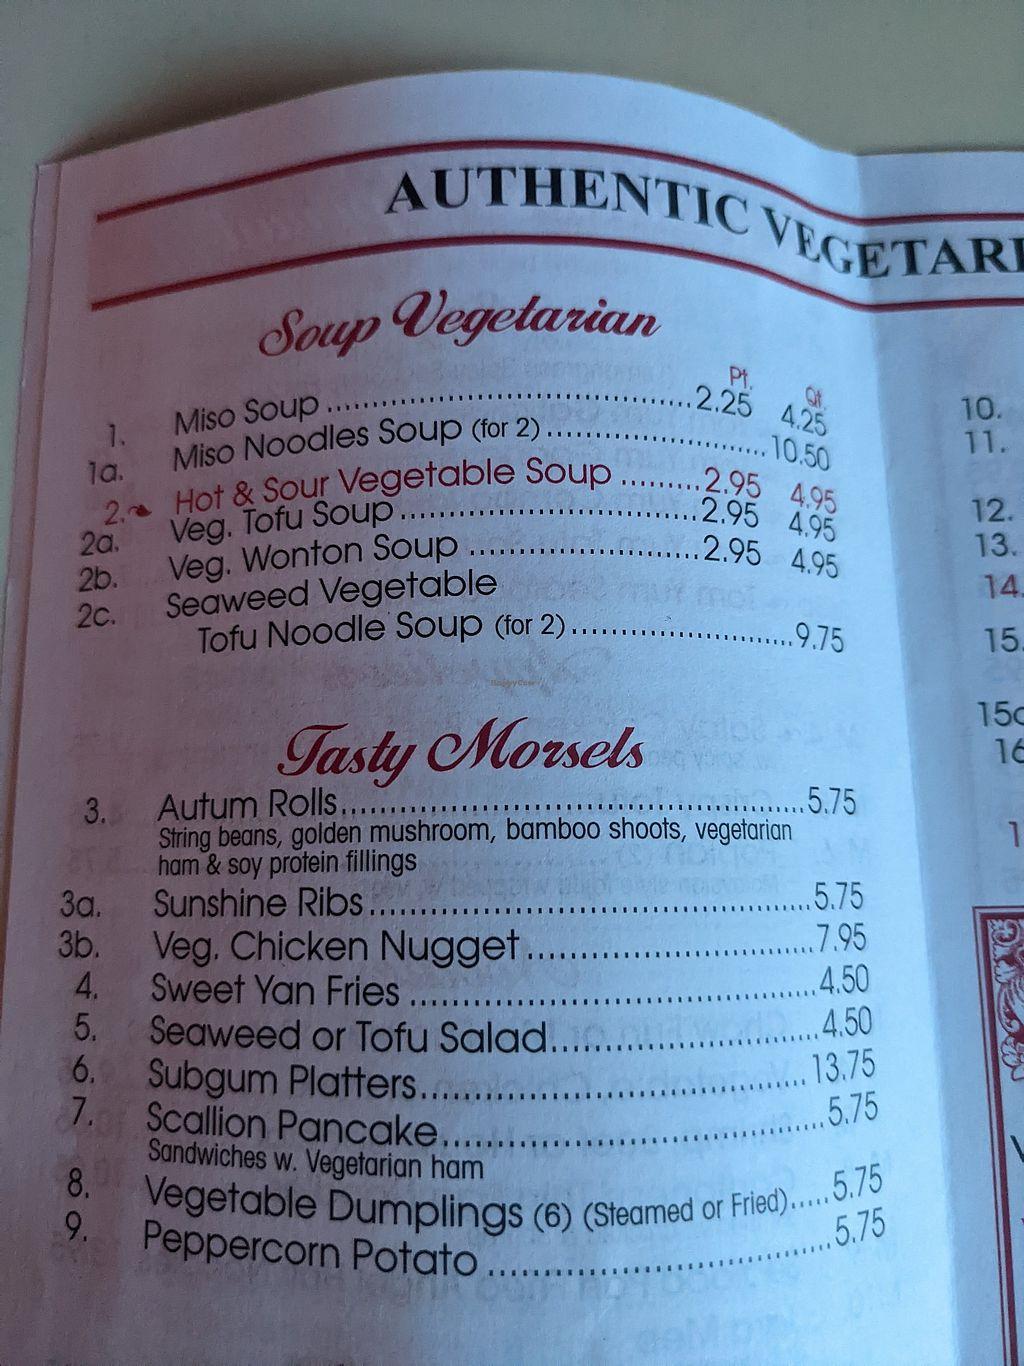 AUTHENTIC VEGETARI
Soup Vegetarian
Pt. Qt.
1. Miso Soup 2.25 4.25
1a. Miso Noodles Soup (for 2) 10.50
2. Hot & Sour Vegetable Soup 2.95 4.95
2a. Veg. Tofu Soup 2.95 4.95
2b. Veg. Wonton Soup 2.95 4.95
2c. Seaweed Vegetable
Tofu Noodle Soup (for 2) 9.75
HappyCow
Tasty Morsels
3. Autum Rolls 5.75
String beans, golden mushroom, bamboo shoots, vegetarian
ham & soy protein fillings
3a. Sunshine Ribs 5.75
3b. Veg. Chicken Nugget 7.95
4. Sweet Yan Fries 4.50
5. Seaweed or Tofu Salad 4.50
6. Subgum Platters 13.75
7. Scallion Pancake 5.75
Sandwiches w. Vegetarian ham
8. Vegetable Dumplings (6) (Steamed or Fried) 5.75
9. Peppercorn Potato 5.75
10.
11.
12.
13.
14.
15.
16